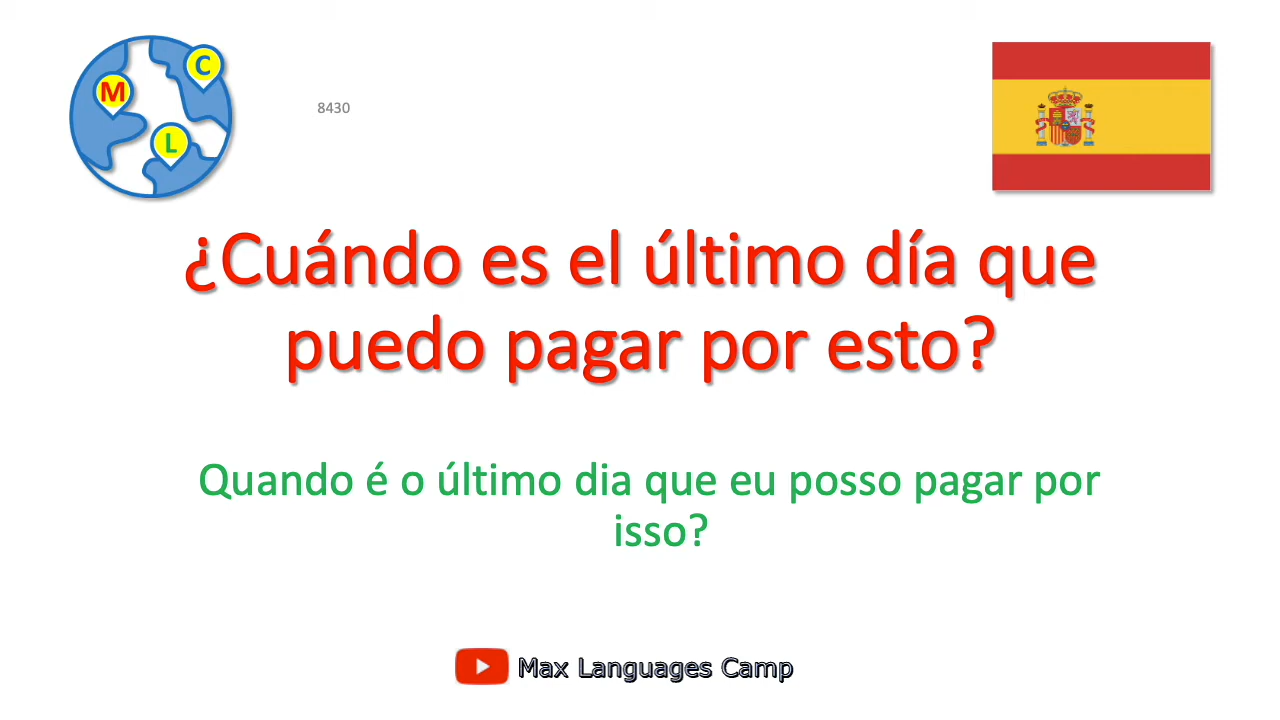 C
M
L
8430
¿Cuándo es el último día que
puedo pagar por esto?
Quando é o último dia que eu posso pagar por
isso?
Max Languages Camp